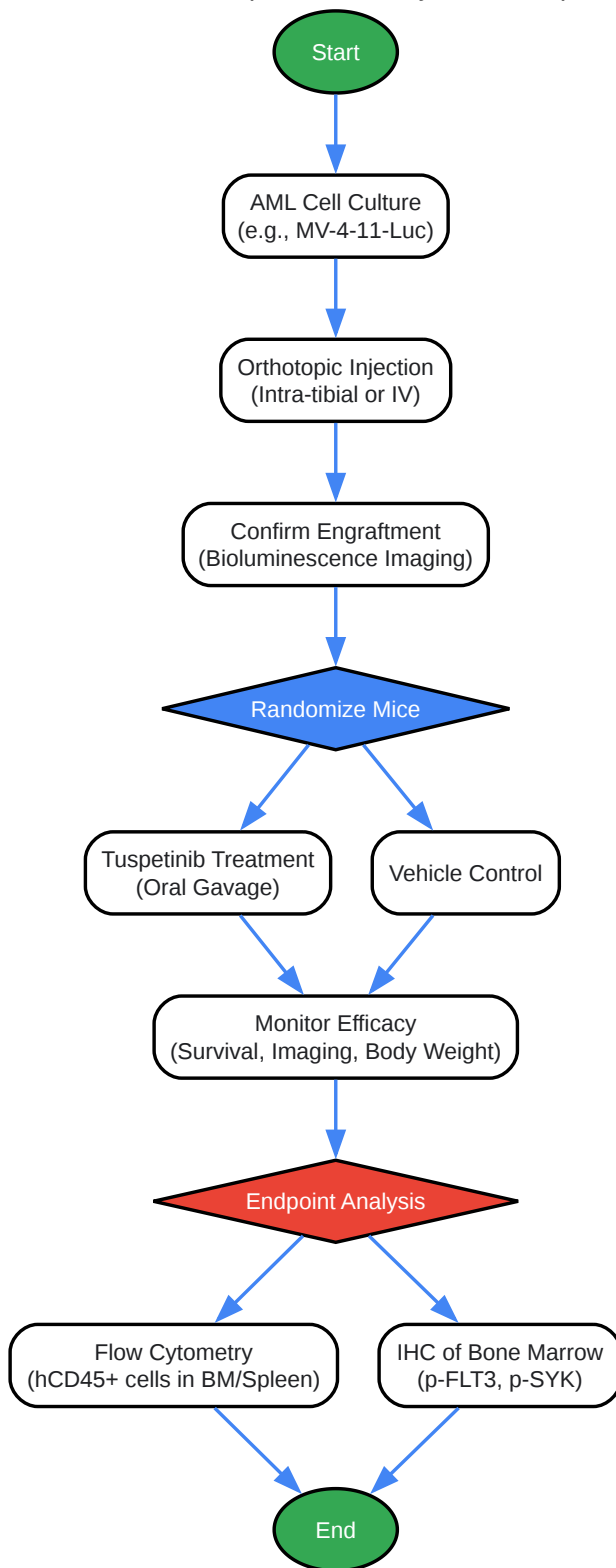 Start
AML Cell Culture
(e.g., MV-4-11-Luc)
Orthotopic Injection
(Intra-tibial or IV)
Confirm Engraftment
(Bioluminescence Imaging)
Randomize Mice
Tuspetinib Treatment
(Oral Gavage)
Vehicle Control
Monitor Efficacy
(Survival, Imaging, Body Weight)
Endpoint Analysis
Flow Cytometry
(hCD45+ cells in BM/Spleen)
IHC of Bone Marrow
(p-FLT3, p-SYK)
End